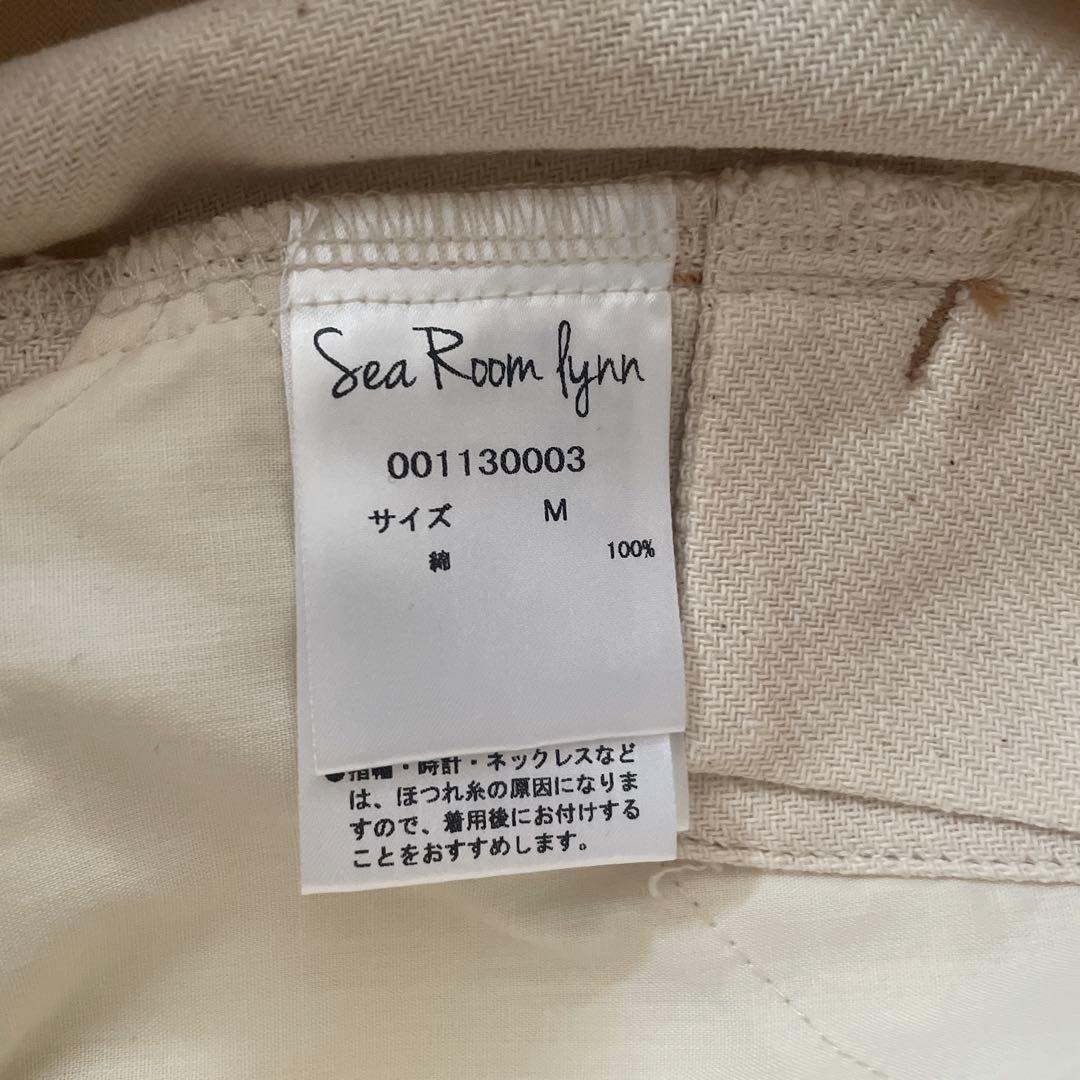 Sea Room lynn
001130003
サイズ M
綿 100%
●指輪・時計・ネックレスなど
は、ほつれ糸の原因になりま
すので、着用後にお付けする
ことをおすすめします。